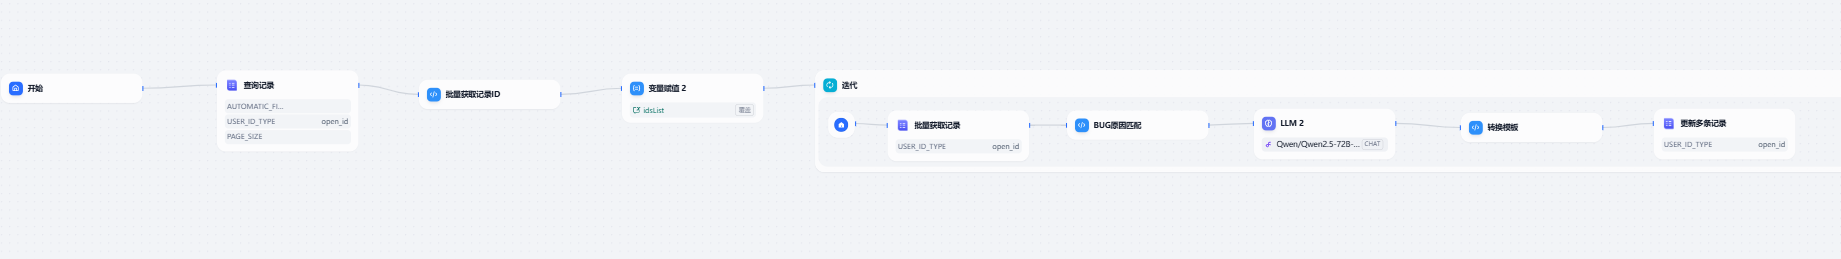 开始
查询记录
AUTOMATIC_FI...
USER_ID_TYPE open_id
PAGE_SIZE
批量获取记录ID
变量赋值 2
idsList 覆盖
迭代
批量获取记录
USER_ID_TYPE open_id
BUG原因匹配
LLM 2
Qwen/Qwen2.5-72B-... CHAT
转换模板
更新多条记录
USER_ID_TYPE open_id